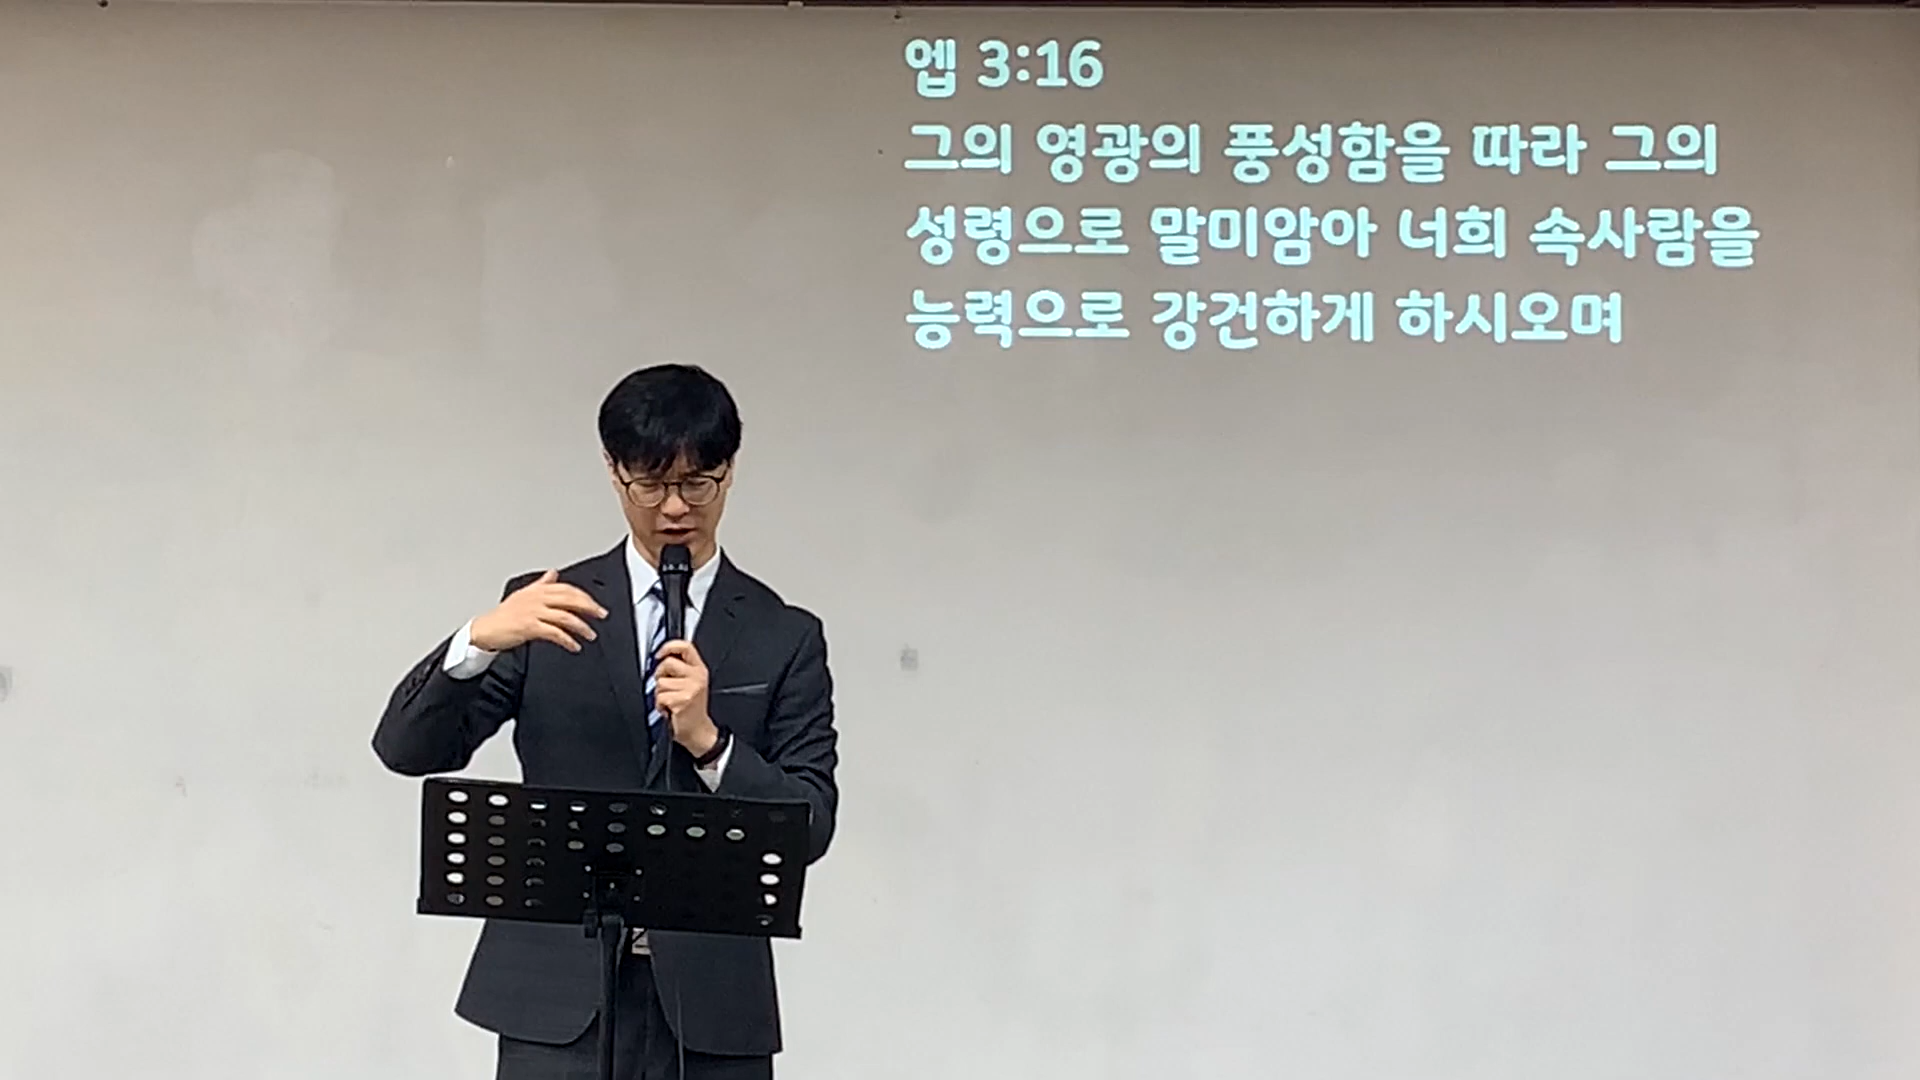 엡 3:16
그의 영광의 풍성함을 따라 그의
성령으로 말미암아 너희 속사람을
능력으로 강건하게 하시오며